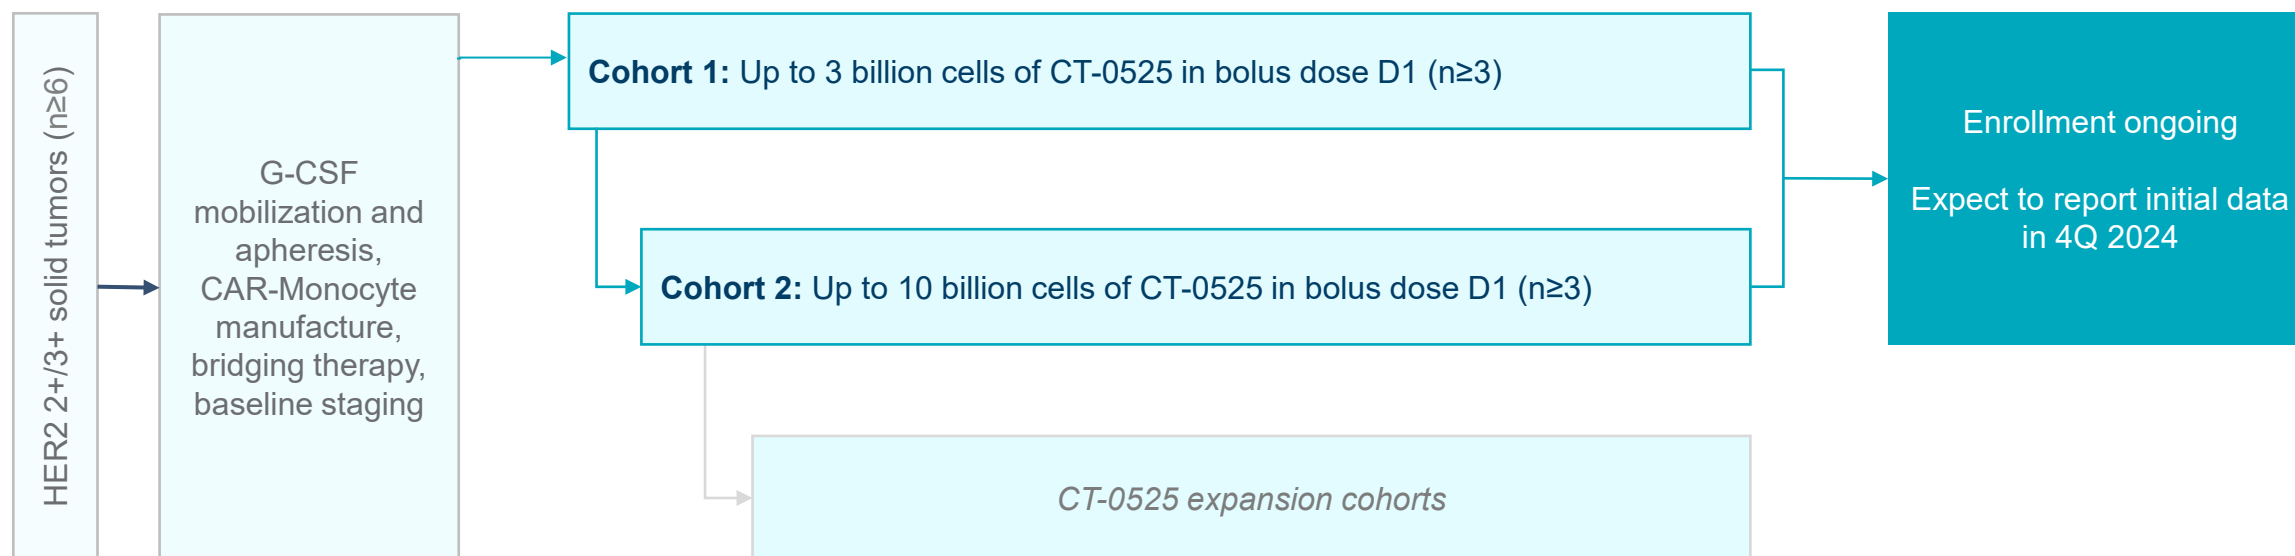 HER2 2+/3+ solid tumors (n≥6)
G-CSF
mobilization and
apheresis,
CAR-Monocyte
manufacture,
bridging therapy,
baseline staging
Cohort 1: Up to 3 billion cells of CT-0525 in bolus dose D1 (n≥3)
Cohort 2: Up to 10 billion cells of CT-0525 in bolus dose D1 (n≥3)
CT-0525 expansion cohorts
Enrollment ongoing
Expect to report initial data
in 4Q 2024